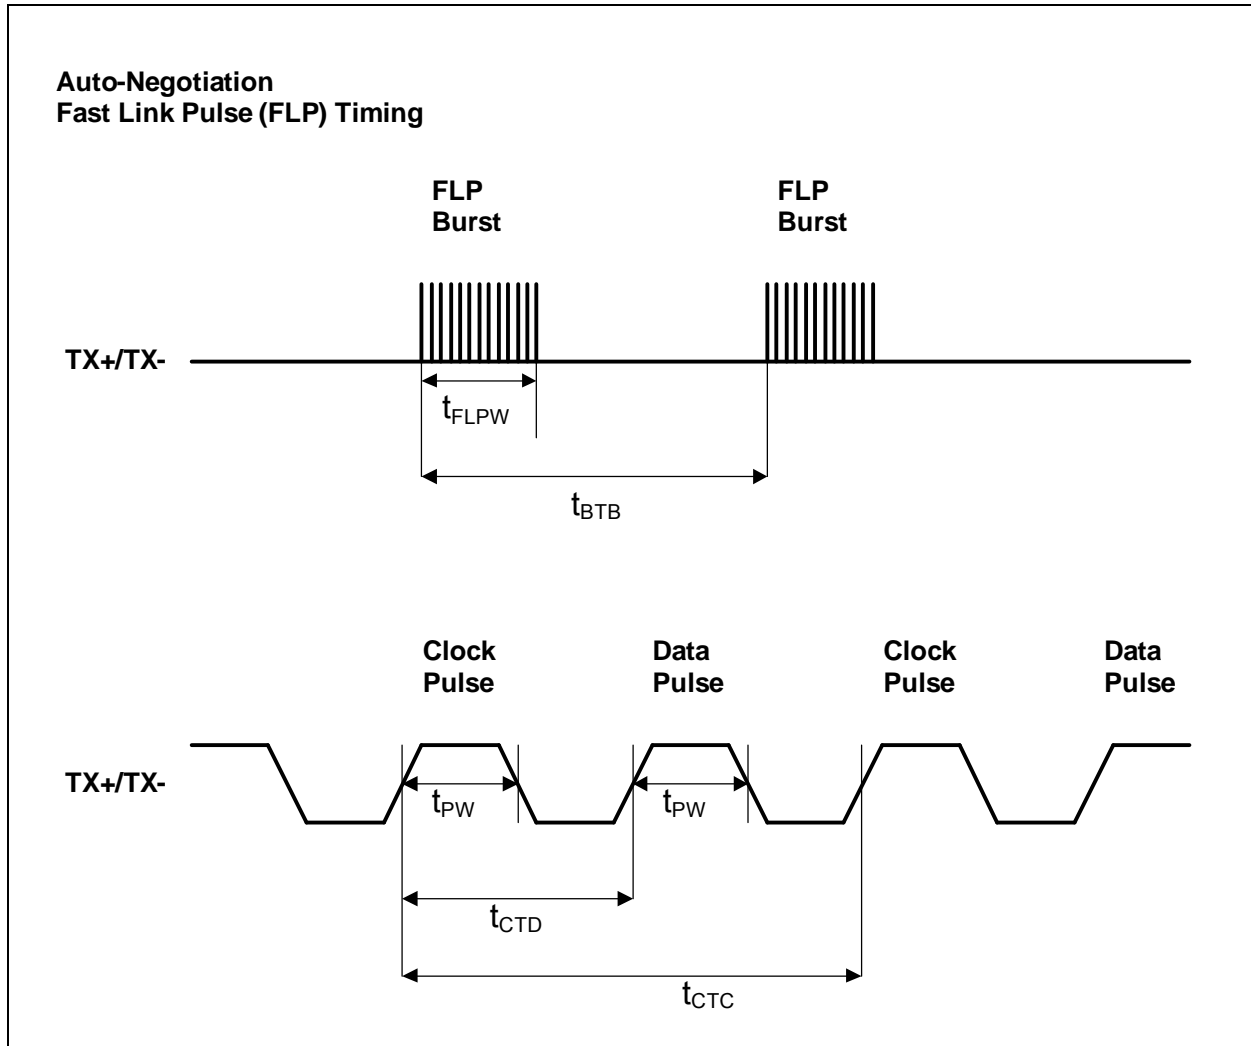 Auto-Negotiation
Fast Link Pulse (FLP) Timing
FLP
Burst
FLP
Burst
TX+/TX-
tFLPW
tBTB
Clock
Pulse
Data
Pulse
Clock
Pulse
Data
Pulse
TX+/TX-
tPW
tPW
tCTD
tCTC